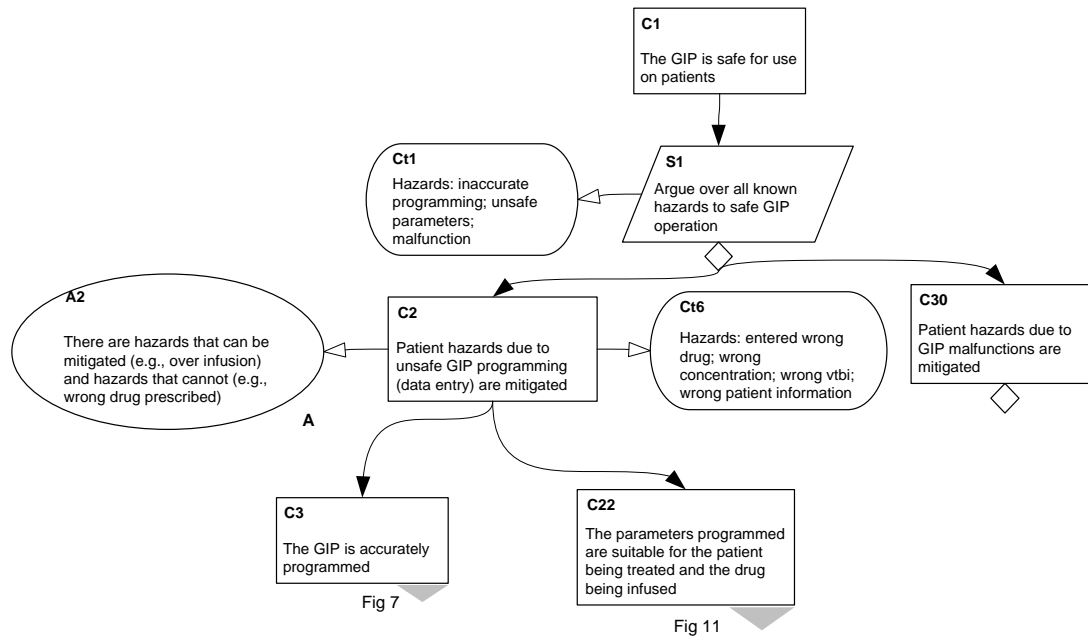 C1
The GIP is safe for use
on patients
Ct1
Hazards: inaccurate
programming; unsafe
parameters;
malfunction
S1
Argue over all known
hazards to safe GIP
operation
A2
There are hazards that can be
mitigated (e.g., over infusion)
and hazards that cannot (e.g.,
wrong drug prescribed)
A
C2
Patient hazards due to
unsafe GIP programming
(data entry) are mitigated
Ct6
Hazards: entered wrong
drug; wrong
concentration; wrong vtbi;
wrong patient information
C30
Patient hazards due to
GIP malfunctions are
mitigated
C3
The GIP is accurately
programmed
Fig 7
C22
The parameters programmed
are suitable for the patient
being treated and the drug
being infused
Fig 11